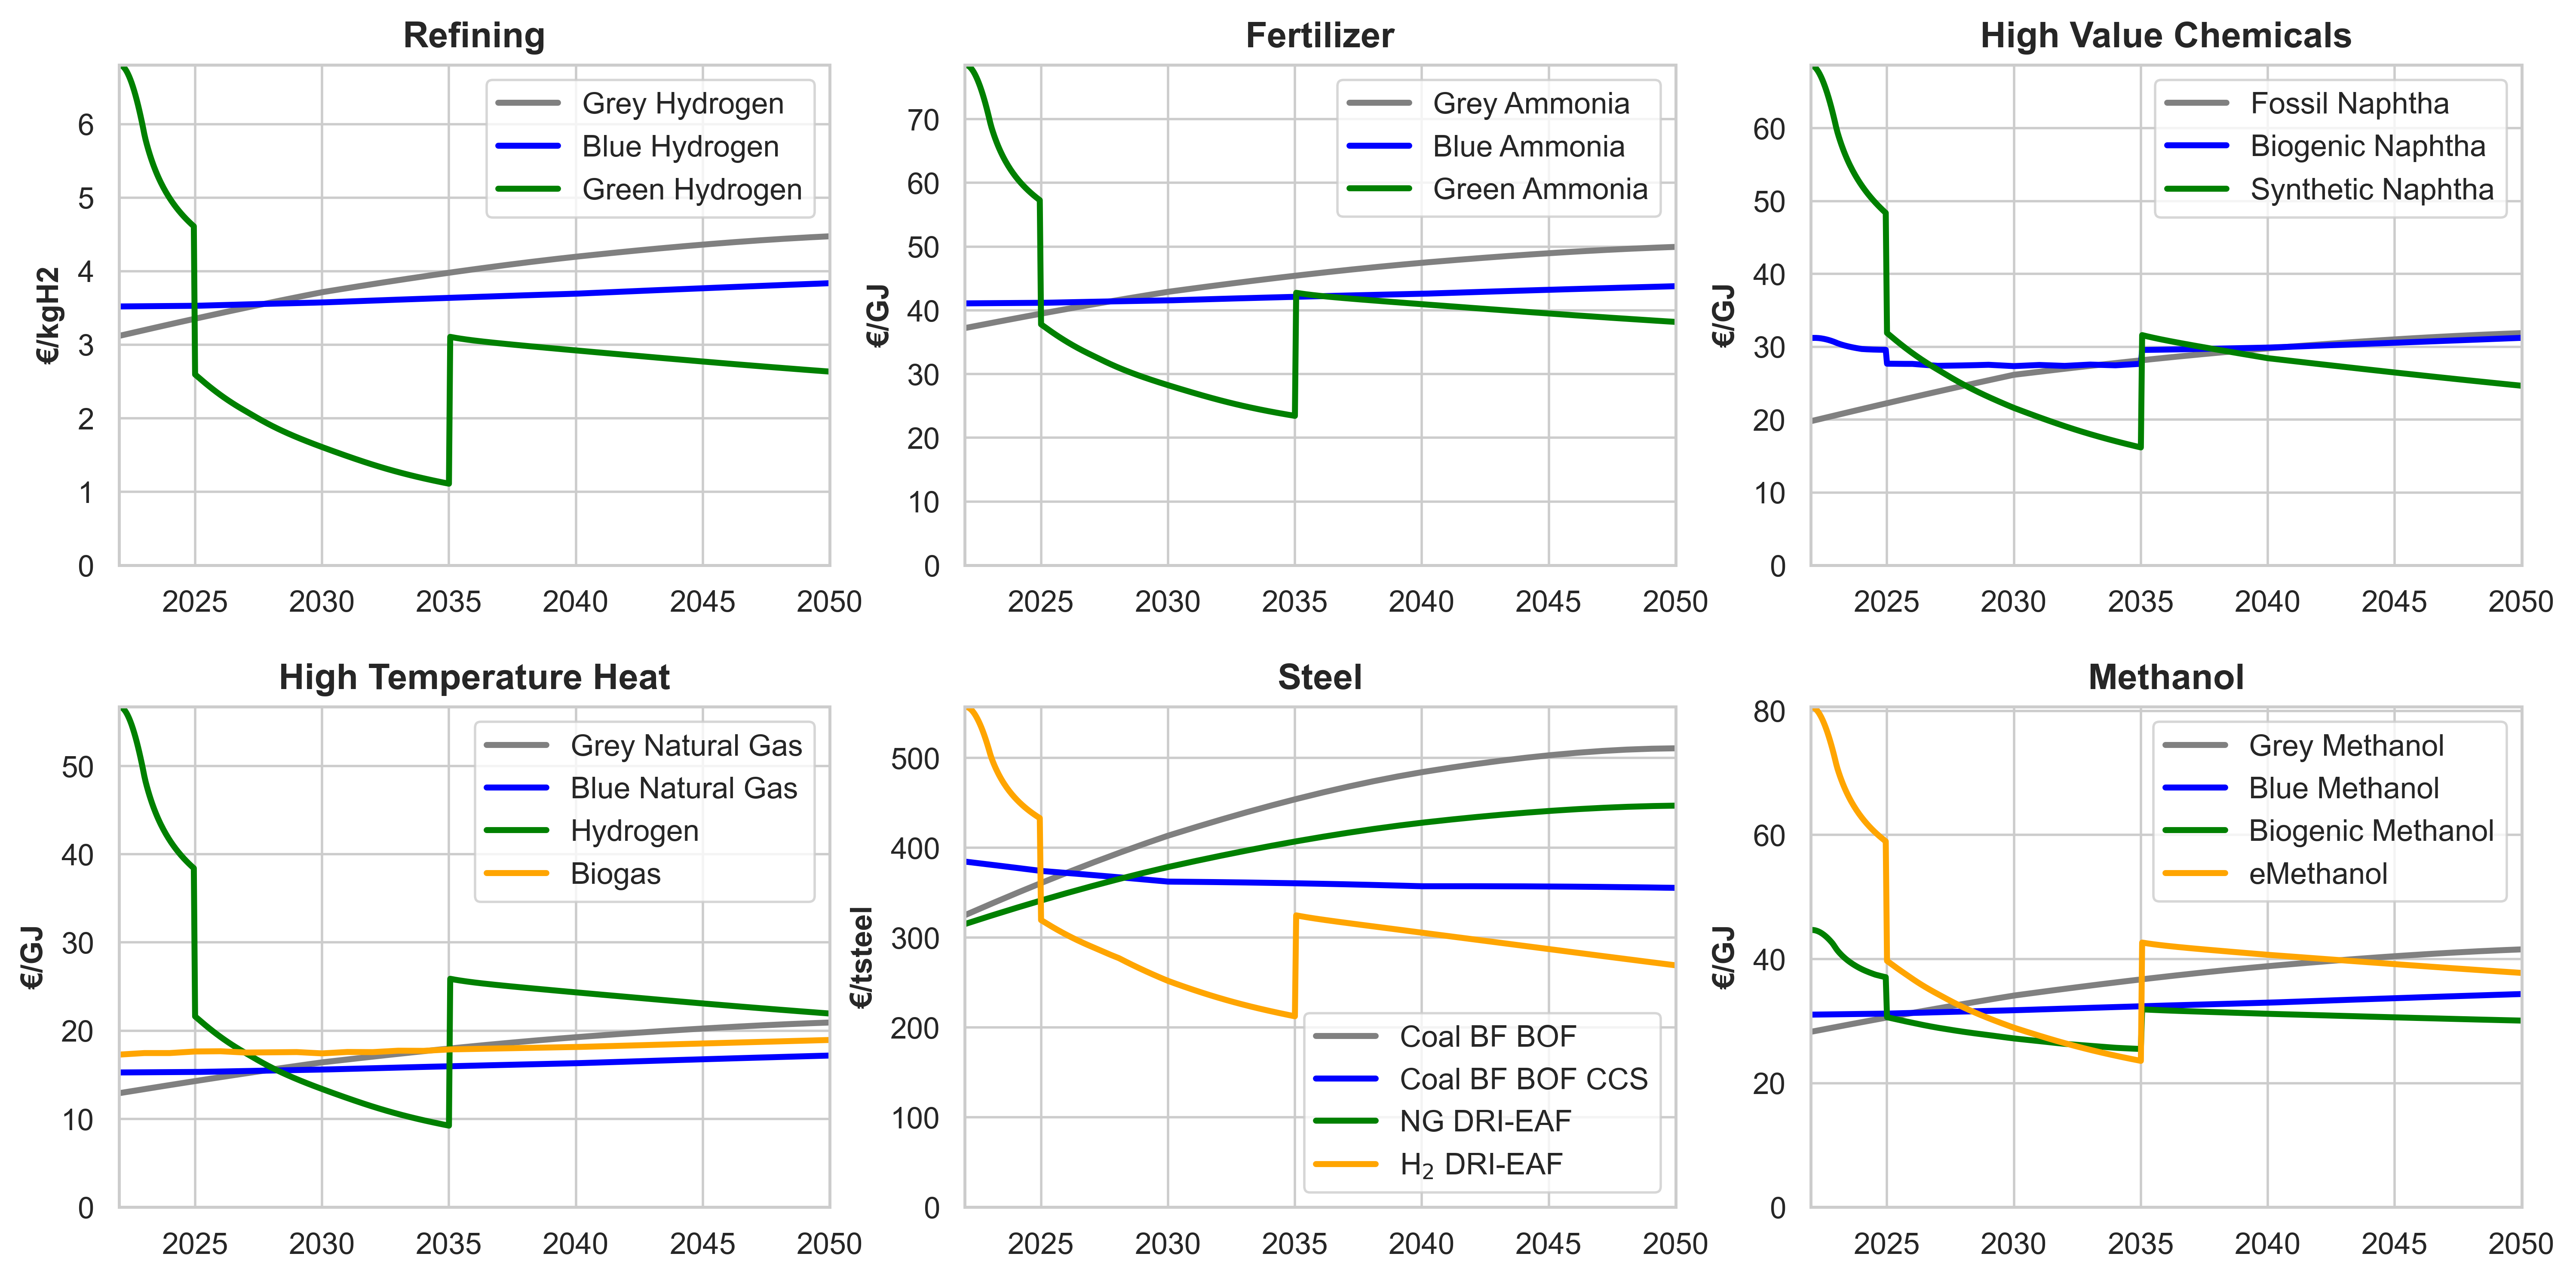 Refining
€/kgH2
6
5
4
3
2
1
0
2025 2030 2035 2040 2045 2050
Grey Hydrogen
Blue Hydrogen
Green Hydrogen
Fertilizer
€/GJ
70
60
50
40
30
20
10
0
2025 2030 2035 2040 2045 2050
Grey Ammonia
Blue Ammonia
Green Ammonia
High Value Chemicals
€/GJ
60
50
40
30
20
10
0
2025 2030 2035 2040 2045 2050
Fossil Naphtha
Biogenic Naphtha
Synthetic Naphtha
High Temperature Heat
€/GJ
50
40
30
20
10
0
2025 2030 2035 2040 2045 2050
Grey Natural Gas
Blue Natural Gas
Hydrogen
Biogas
Steel
€/tsteel
500
400
300
200
100
0
2025 2030 2035 2040 2045 2050
Coal BF BOF
Coal BF BOF CCS
NG DRI-EAF
H₂ DRI-EAF
Methanol
€/GJ
80
60
40
20
0
2025 2030 2035 2040 2045 2050
Grey Methanol
Blue Methanol
Biogenic Methanol
eMethanol